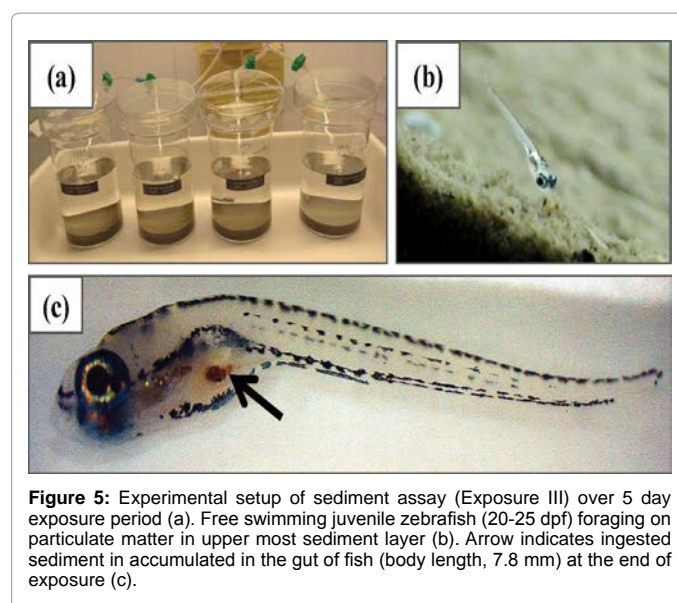 (a)
(b)
(c)
Figure 5: Experimental setup of sediment assay (Exposure III) over 5 day
exposure period (a). Free swimming juvenile zebrafish (20-25 dpf) foraging on
particulate matter in upper most sediment layer (b). Arrow indicates ingested
sediment in accumulated in the gut of fish (body length, 7.8 mm) at the end of
exposure (c).